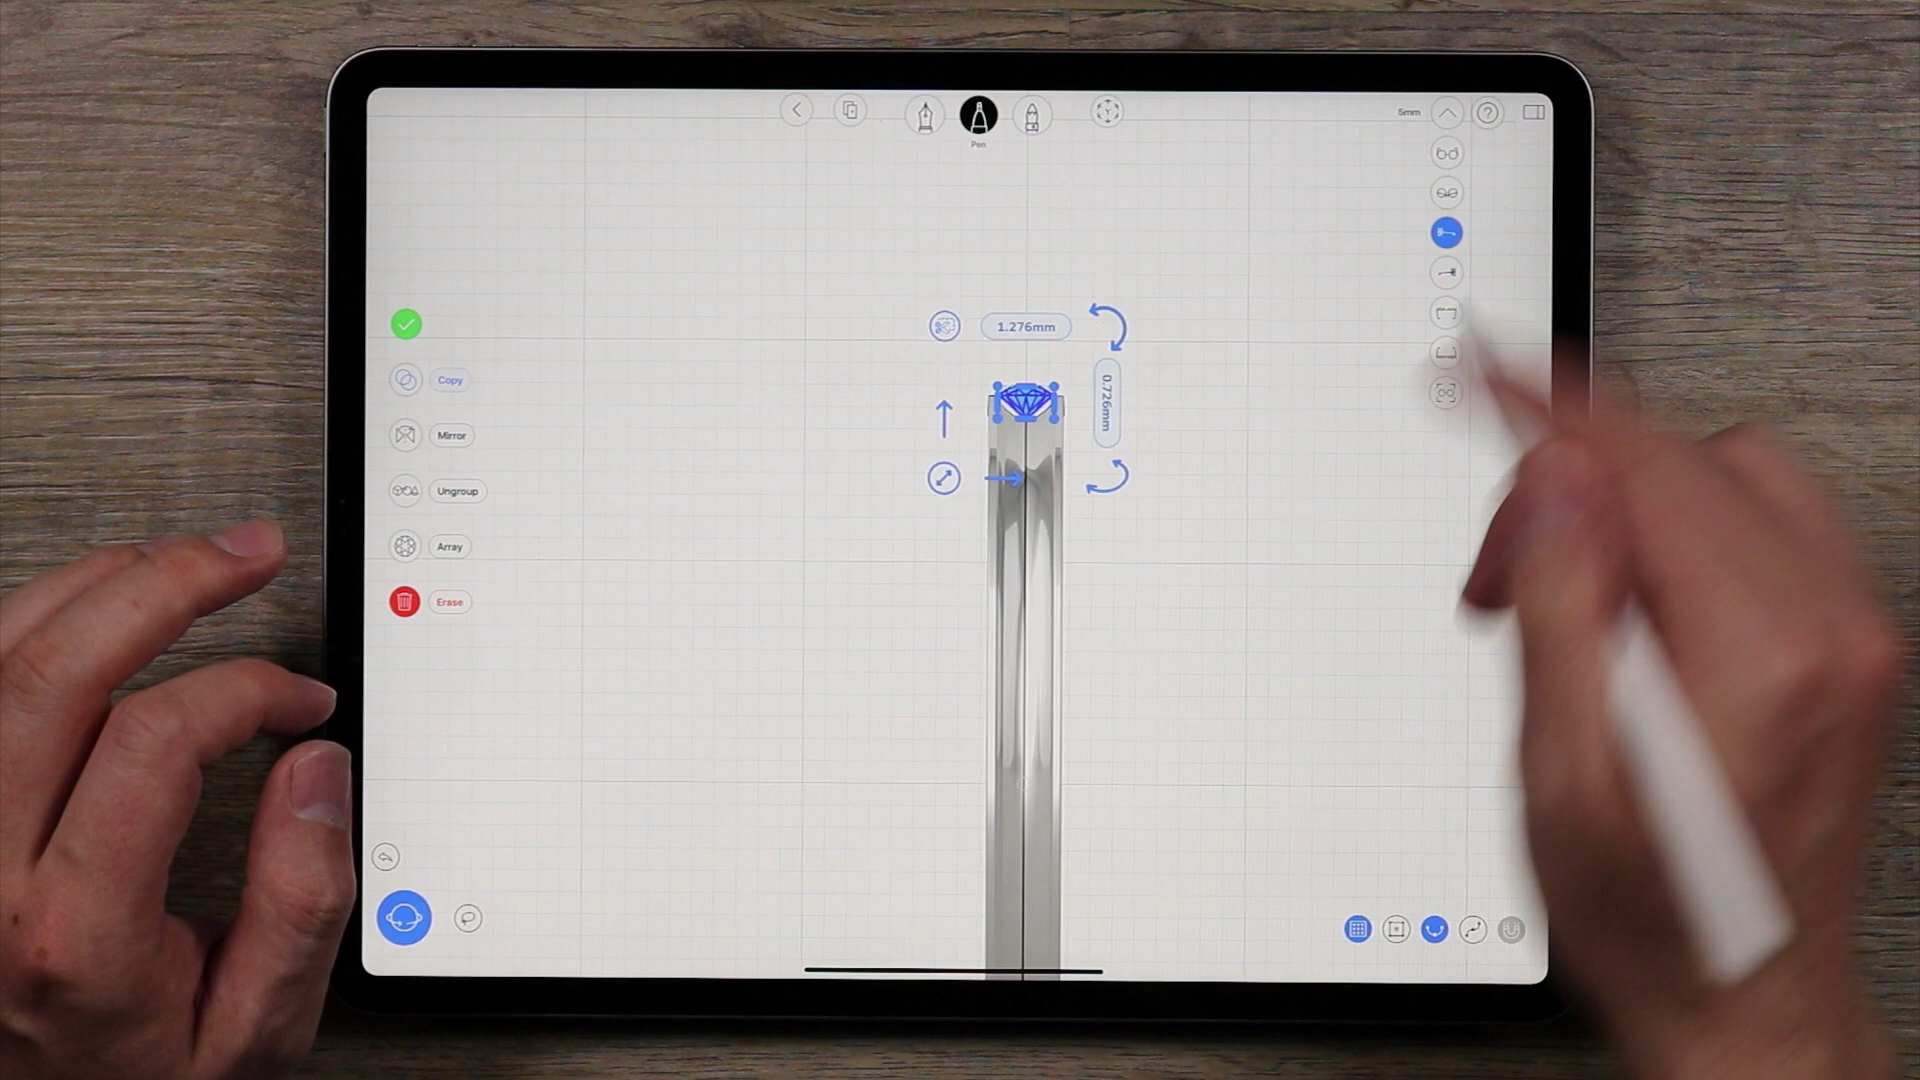 5mm
Pen
1.276mm
0.726mm
Copy
Mirror
Ungroup
Array
Erase